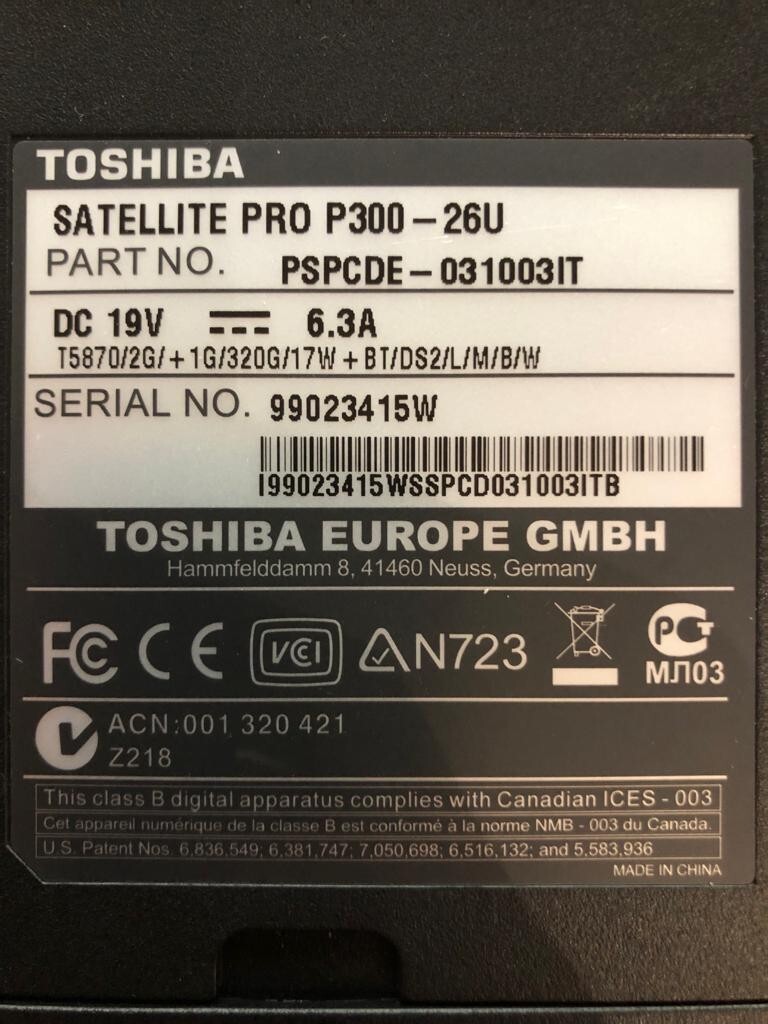 TOSHIBA
SATELLITE PRO P300-26U
PART NO. PSPCDE-031003IT
DC 19V 6.3A
T5870/2G/+1G/320G/17W+BT/DS2/L/M/B/W
SERIAL NO. 99023415W
I99023415WSSPCD031003ITB
TOSHIBA EUROPE GMBH
Hammfelddamm 8, 41460 Neuss, Germany
FC CE VCI N723 PCT
МЛ03
ACN:001 320 421
Z218
This class B digital apparatus complies with Canadian ICES - 003
Cet appareil numérique de la classe B est conformé à la norme NMB - 003 du Canada.
U.S. Patent Nos. 6,836,549; 6,381,747; 7,050,698; 6,516,132; and 5,583,936
MADE IN CHINA